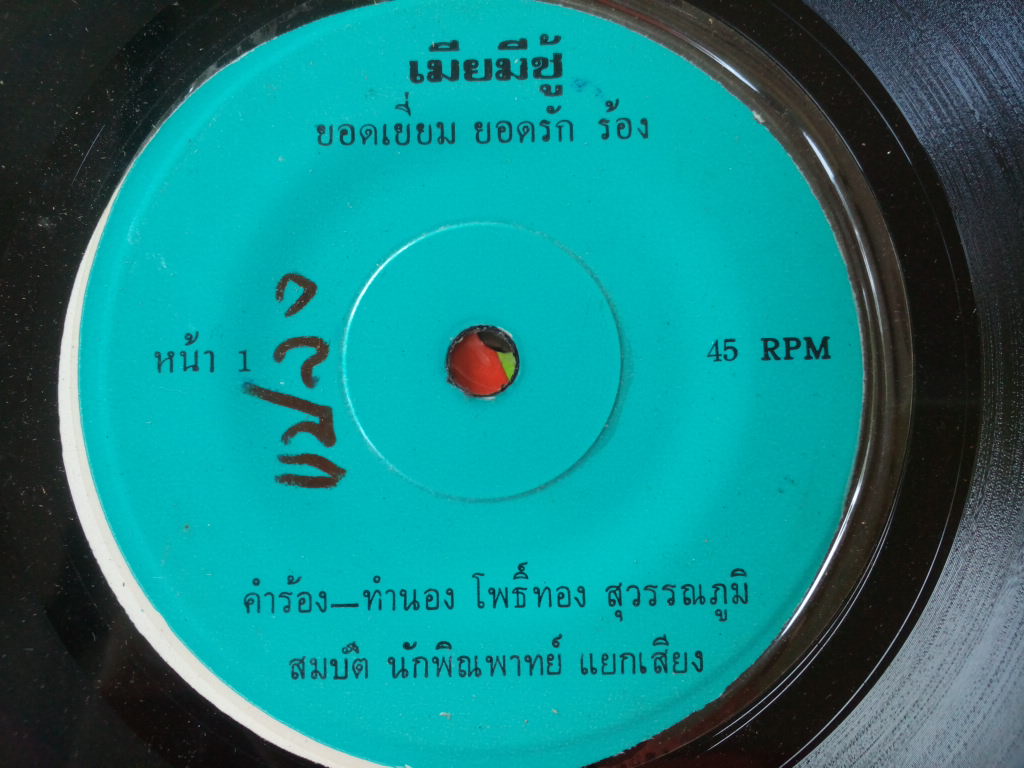 เมียมีชู้
ยอดเยี่ยม ยอดรัก ร้อง
หน้า 1
45 RPM
คำร้อง—ทำนอง โพธิ์ทอง สุวรรณภูมิ
สมบัติ นักพิณพาทย์ แยกเสียง